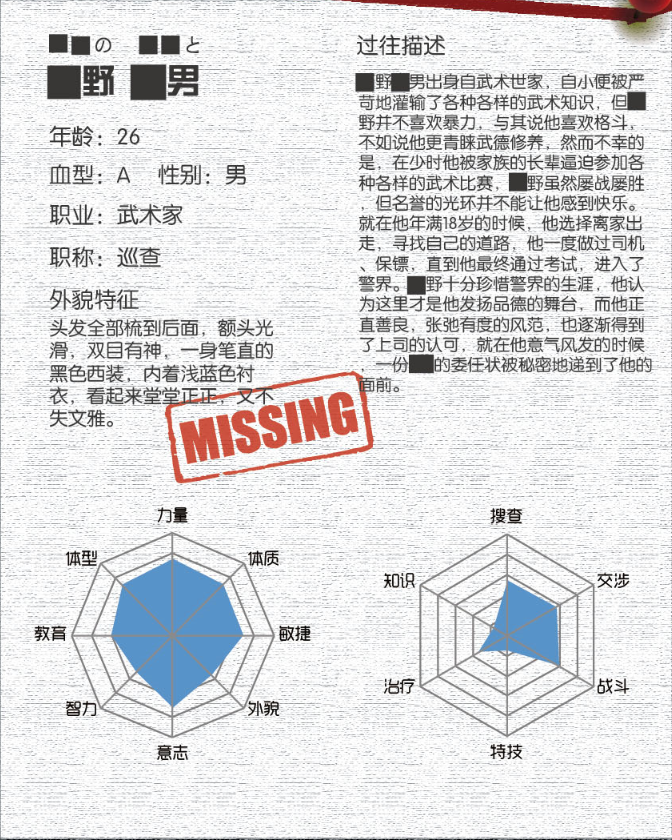 ■■の ■■と
■野 ■男
年龄：26
血型：A 性别：男
职业：武术家
职称：巡查
外貌特征
头发全部梳到后面，额头光
滑，双目有神，一身笔直的
黑色西装，内着浅蓝色衬
衣，看起来堂堂正正，又不
失文雅。
过往描述
■野■男出身自武术世家，自小便被严
苛地灌输了各种各样的武术知识，但■
野并不喜欢暴力，与其说他喜欢格斗，
不如说他更青睐武德修养，然而不幸的
是，在少时他被家族的长辈逼迫参加各
种各样的武术比赛，■野虽然屡战屡胜
，但名誉的光环并不能让他感到快乐。
就在他年满18岁的时候，他选择离家出
走，寻找自己的道路，他一度做过司机
、保镖，直到他最终通过考试，进入了
警界。■野十分珍惜警界的生涯，他认
为这里才是他发扬品德的舞台，而他正
直善良，张弛有度的风范，也逐渐得到
了上司的认可，就在他意气风发的时候
，一份■■的委任状被秘密地递到了他的
面前。
MISSING
力量
体型
体质
教育
敏捷
智力
外貌
意志
搜查
知识
交涉
治疗
战斗
特技